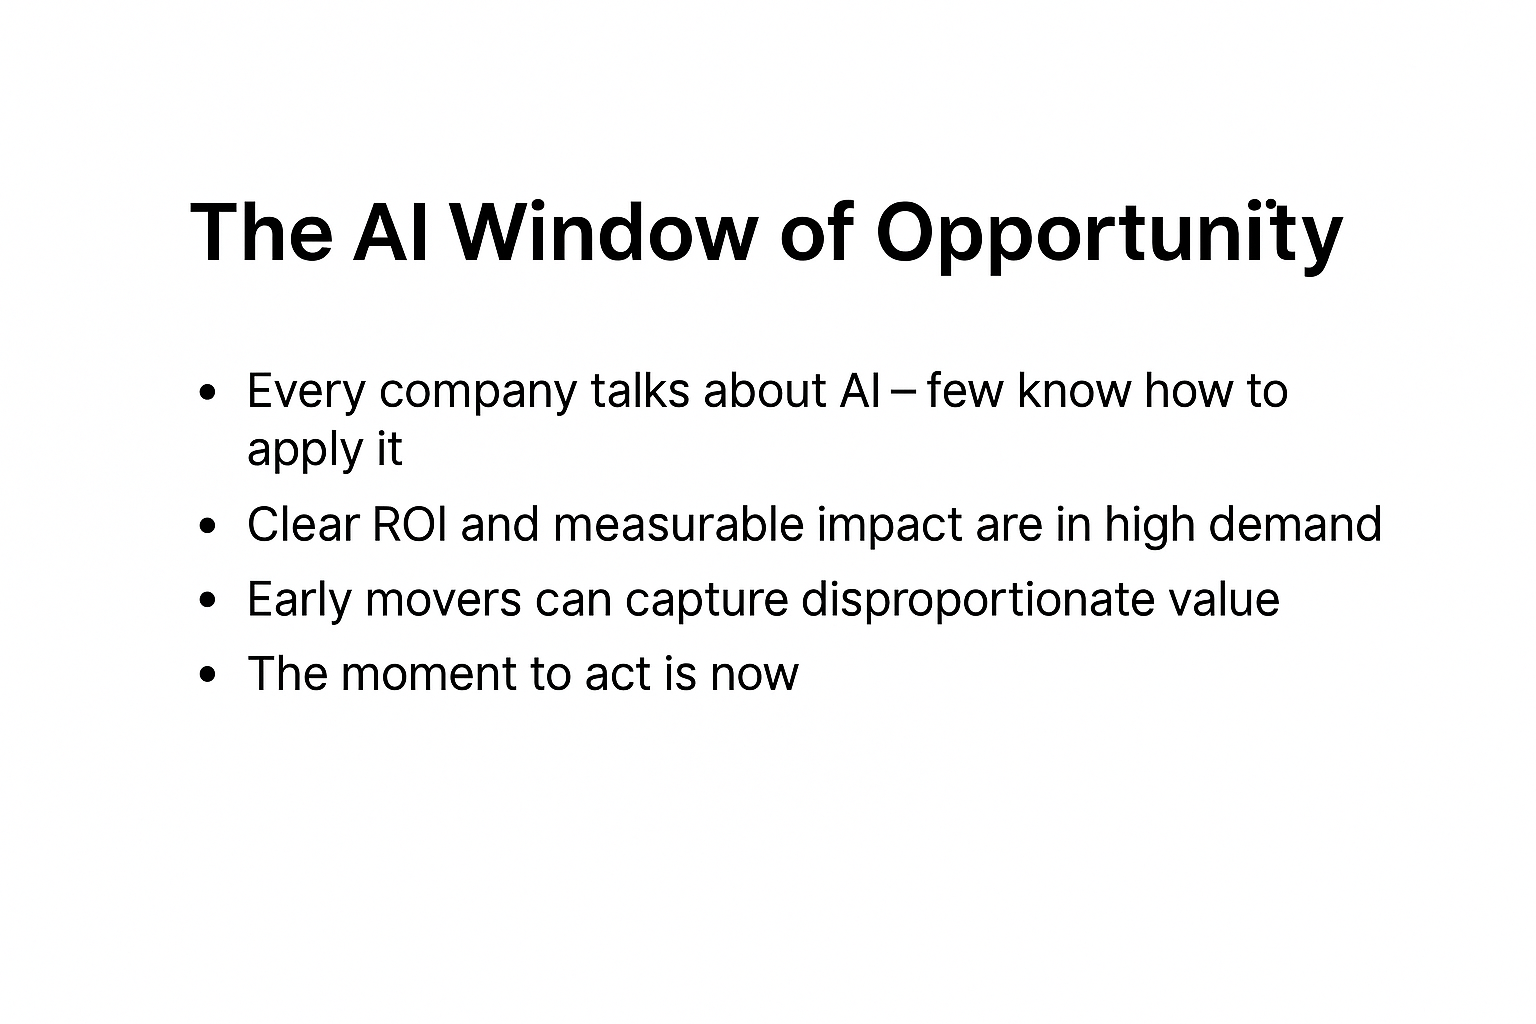 The AI Window of Opportunïty
• Every company talks about AI – few know how to
apply it
• Clear ROI and measurable impact are in high demand
• Early movers can capture disproportionate value
• The moment to act is now